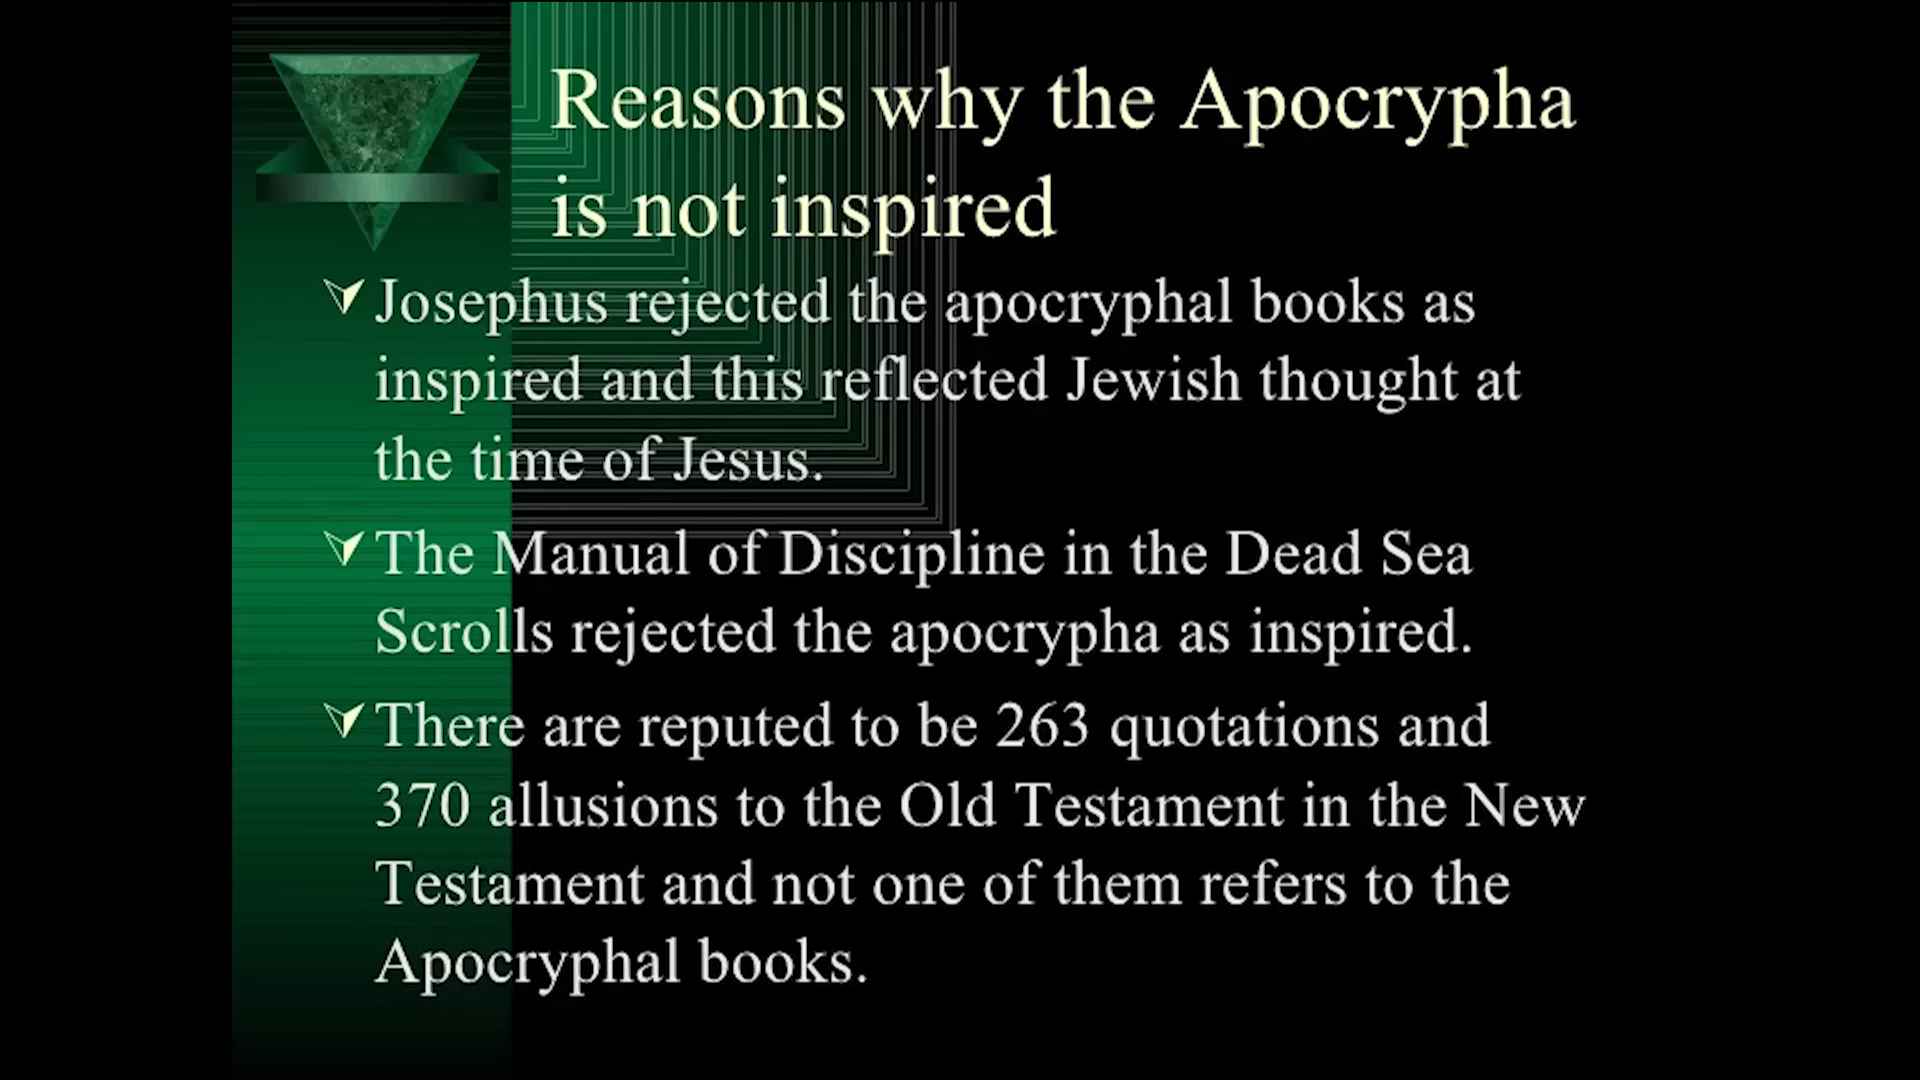 Reasons why the Apocrypha
is not inspired
Josephus rejected the apocryphal books as
inspired and this reflected Jewish thought at
the time of Jesus.
The Manual of Discipline in the Dead Sea
Scrolls rejected the apocrypha as inspired.
There are reputed to be 263 quotations and
370 allusions to the Old Testament in the New
Testament and not one of them refers to the
Apocryphal books.